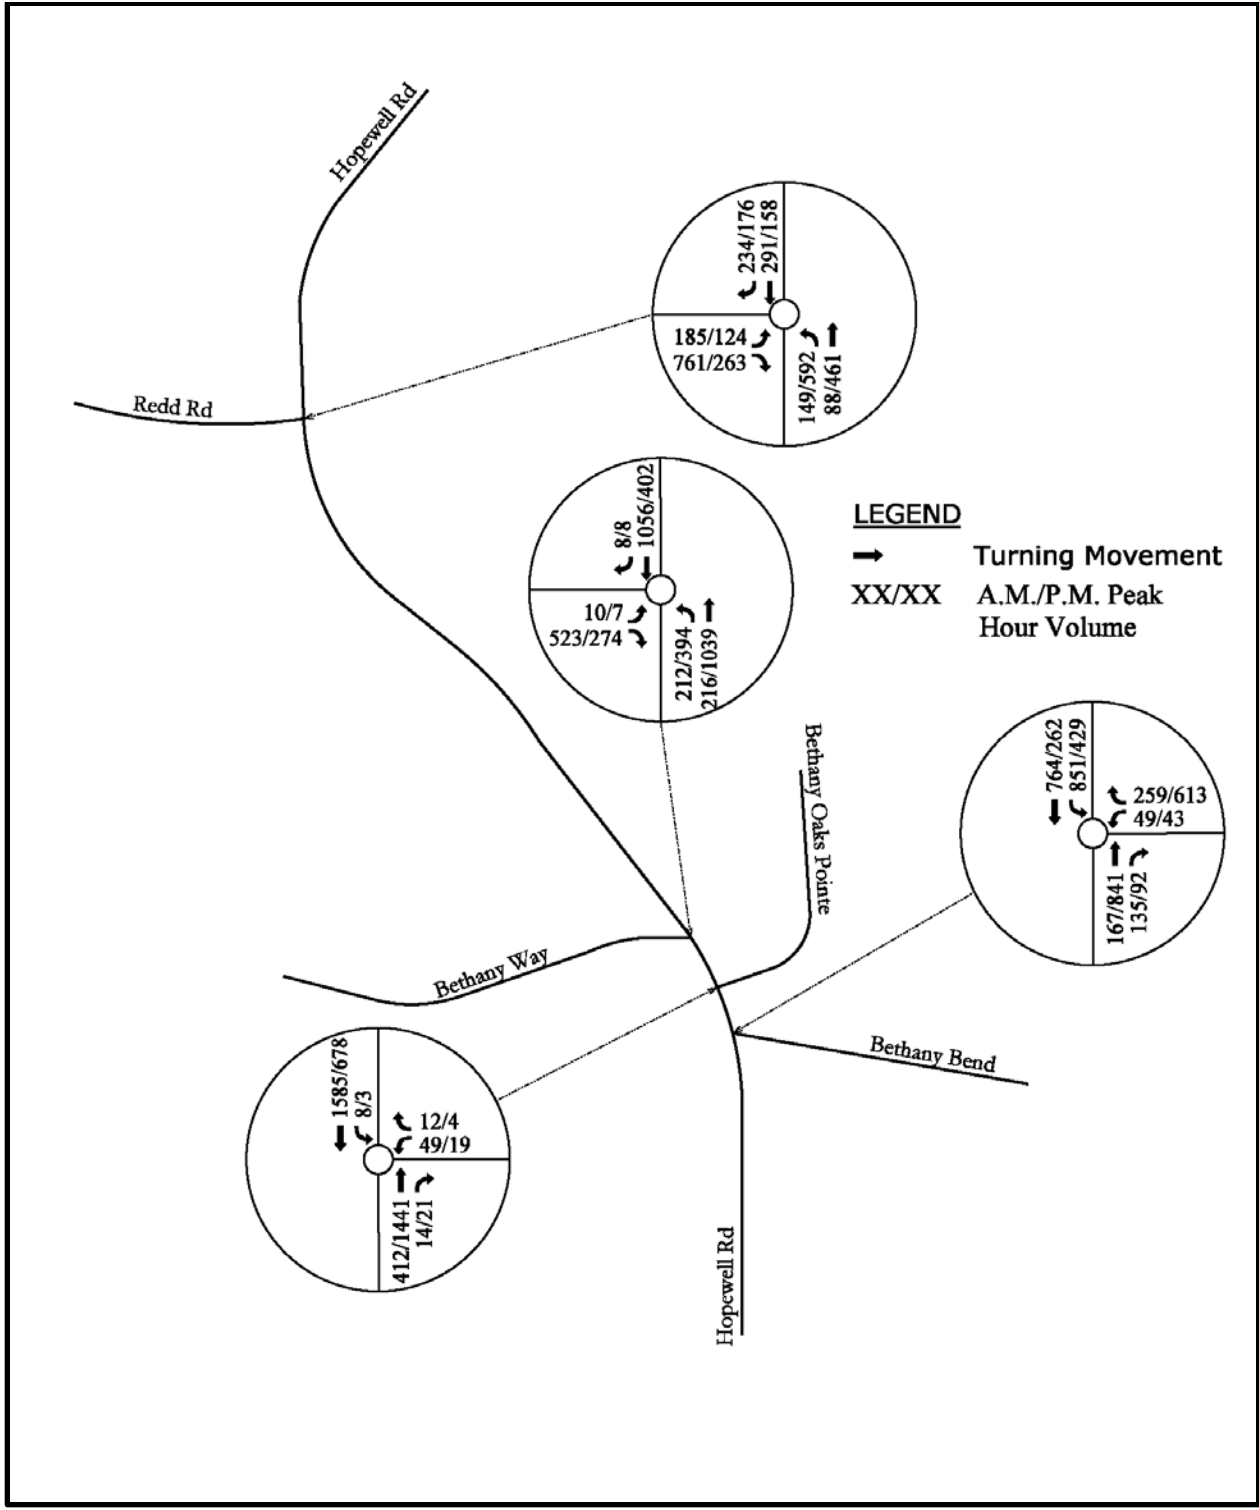 Hopewell Rd
234/176
291/158
185/124
761/263
149/592
88/461
Redd Rd
8/8
1056/402
10/7
523/274
212/394
216/1039
LEGEND
Turning Movement
XX/XX A.M./P.M. Peak
Hour Volume
Bethany Oaks Pointe
764/262
851/429
259/613
49/43
167/841
135/92
Bethany Way
Bethany Bend
1585/678
8/3
12/4
49/19
412/1441
14/21
Hopewell Rd